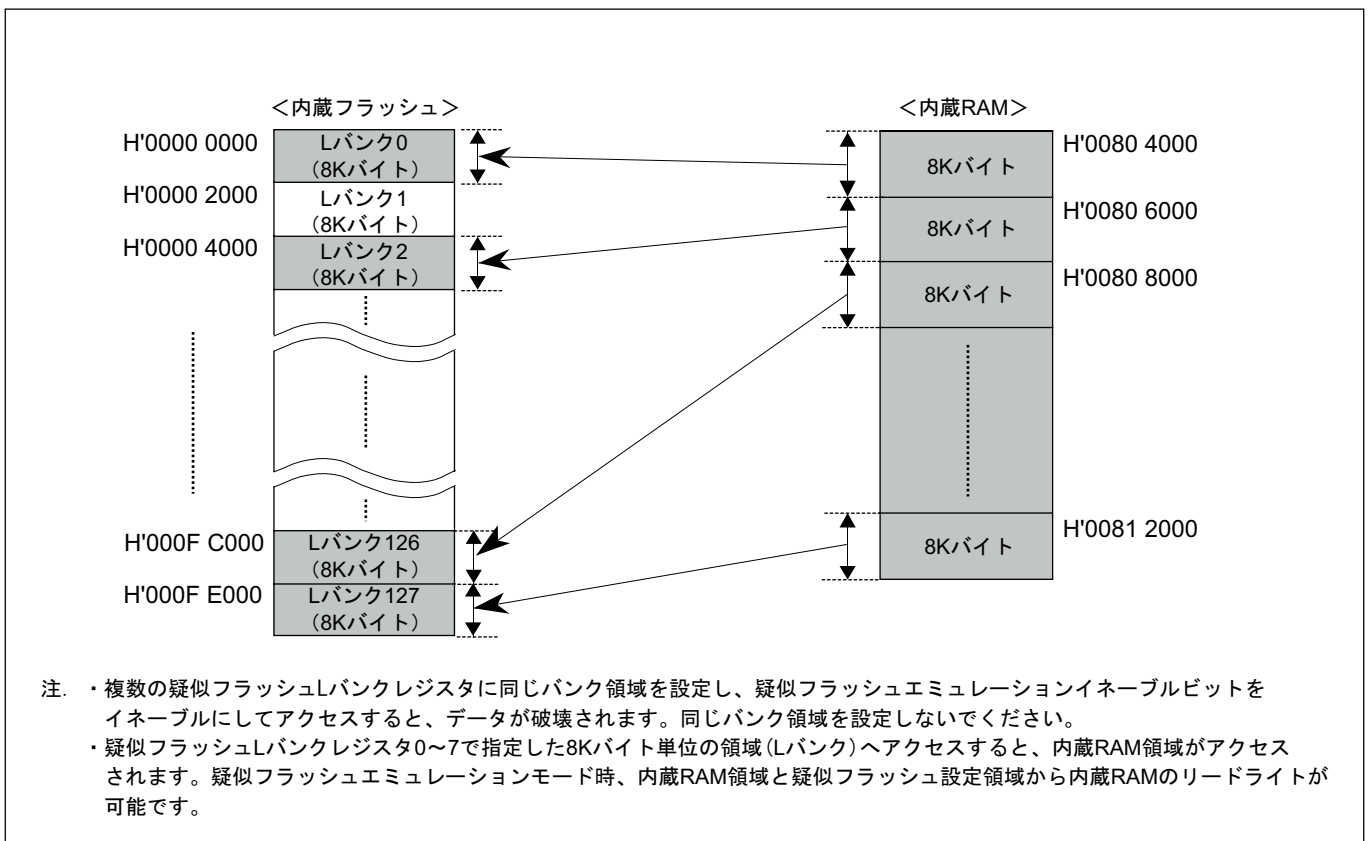 <内蔵フラッシュ>
H'0000 0000
Lバンク0
(8Kバイト)
H'0000 2000
Lバンク1
(8Kバイト)
H'0000 4000
Lバンク2
(8Kバイト)
H'000F C000
Lバンク126
(8Kバイト)
H'000F E000
Lバンク127
(8Kバイト)
<内蔵RAM>
8Kバイト
H'0080 4000
8Kバイト
H'0080 6000
8Kバイト
H'0080 8000
8Kバイト
H'0081 2000
注. ・複数の疑似フラッシュLバンクレジスタに同じバンク領域を設定し、疑似フラッシュエミュレーションイネーブルビットを
イネーブルにしてアクセスすると、データが破壊されます。同じバンク領域を設定しないでください。
・疑似フラッシュLバンクレジスタ0～7で指定した8Kバイト単位の領域(Lバンク)へアクセスすると、内蔵RAM領域がアクセス
されます。疑似フラッシュエミュレーションモード時、内蔵RAM領域と疑似フラッシュ設定領域から内蔵RAMのリードライトが
可能です。